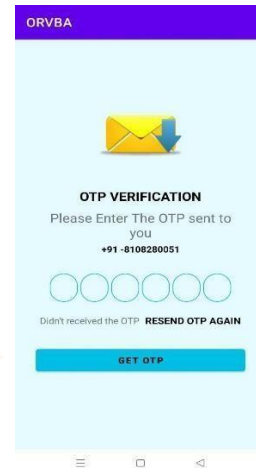 ORVBA
OTP VERIFICATION
Please Enter The OTP sent to
you
+91 -8108280051
Didn't received the OTP RESEND OTP AGAIN
GET OTP